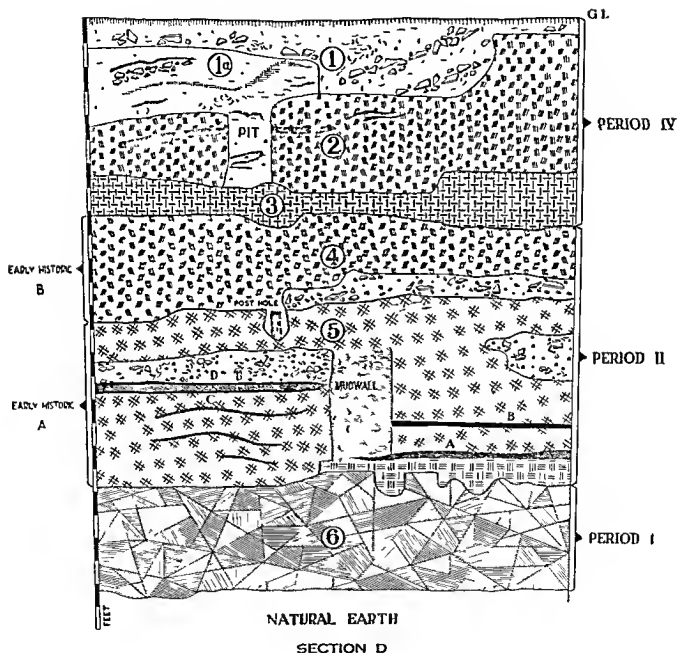 G L
1
1a
PIT
2
PERIOD IV
3
4
EARLY HISTORIC
B
POST HOLE
5
D
MUDWALL
PERIOD II
C
EARLY HISTORIC
A
B
A
6
PERIOD I
FEET
NATURAL EARTH
SECTION D